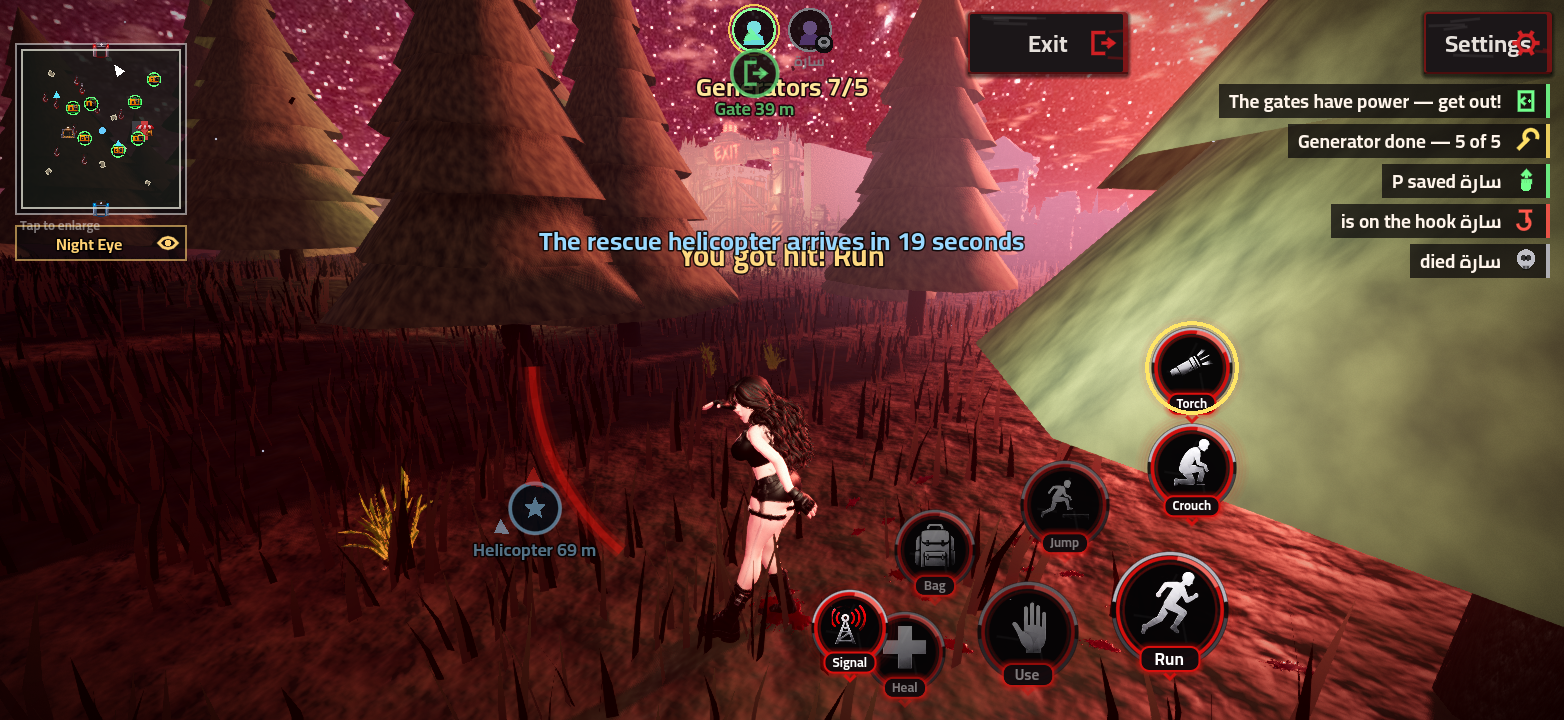 سارة
Generators 7/5
Gate 39 m
Exit
Settings
Tap to enlarge
Night Eye
The gates have power — get out!
Generator done — 5 of 5
P saved سارة
is on the hook سارة
died سارة
EXIT
The rescue helicopter arrives in 19 seconds
You got hit! Run
Helicopter 69 m
Torch
Crouch
Jump
Bag
Signal
Heal
Use
Run